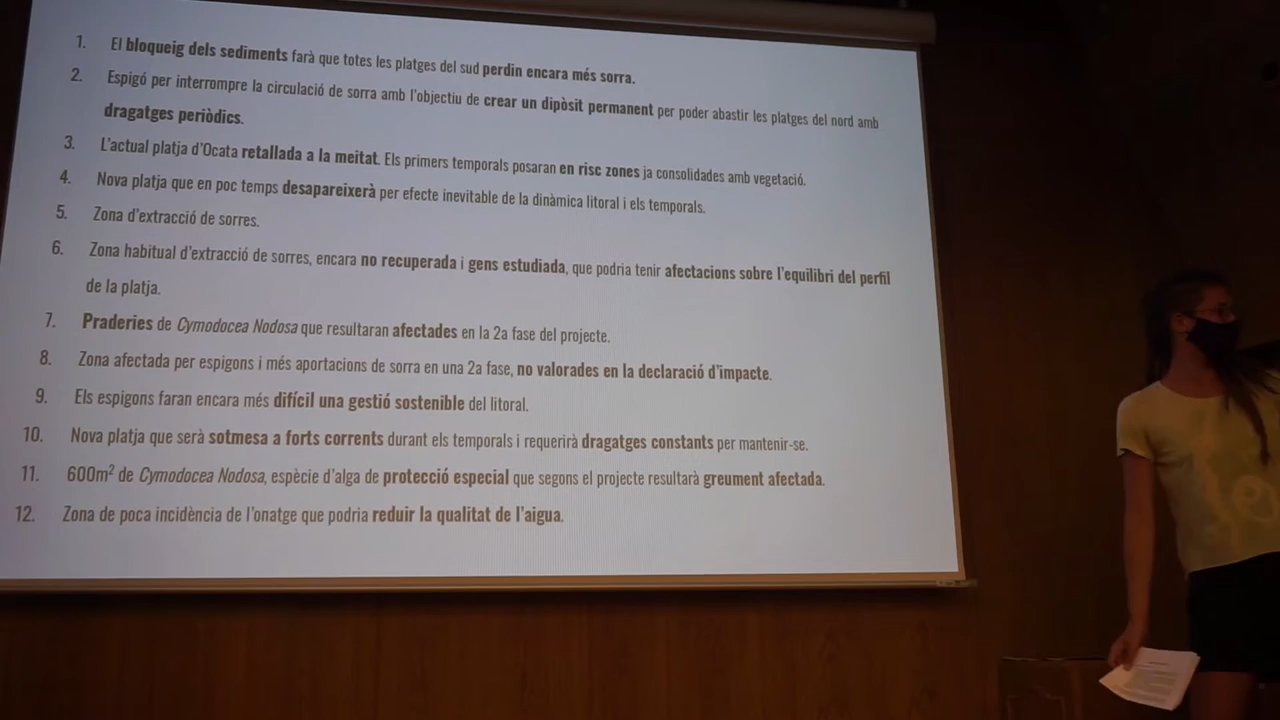 1. El bloqueig dels sediments farà que totes les platges del sud perdin encara més sorra.
2. Espigó per interrompre la circulació de sorra amb l'objectiu de crear un dipòsit permanent per poder abastir les platges del nord amb
dragatges periòdics.
3. L'actual platja d'Ocata retallada a la meitat. Els primers temporals posaran en risc zones ja consolidades amb vegetació.
4. Nova platja que en poc temps desapareixerà per efecte inevitable de la dinàmica litoral i els temporals.
5. Zona d'extracció de sorres.
6. Zona habitual d'extracció de sorres, encara no recuperada i gens estudiada, que podria tenir afectacions sobre l'equilibri del perfil
de la platja.
7. Praderies de Cymodocea Nodosa que resultaran afectades en la 2a fase del projecte.
8. Zona afectada per espigons i més aportacions de sorra en una 2a fase, no valorades en la declaració d'impacte.
9. Els espigons faran encara més difícil una gestió sostenible del litoral.
10. Nova platja que serà sotmesa a forts corrents durant els temporals i requerirà dragatges constants per mantenir-se.
11. 600m² de Cymodocea Nodosa, espècie d'alga de protecció especial que segons el projecte resultarà greument afectada.
12. Zona de poca incidència de l'onatge que podria reduir la qualitat de l'aigua.